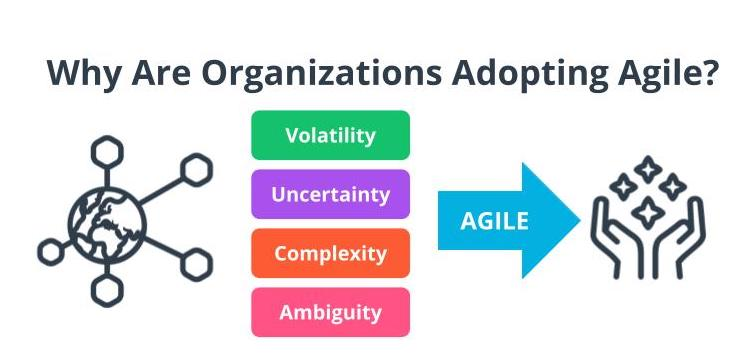 Why Are Organizations Adopting Agile?
Volatility
Uncertainty
Complexity
Ambiguity
AGILE